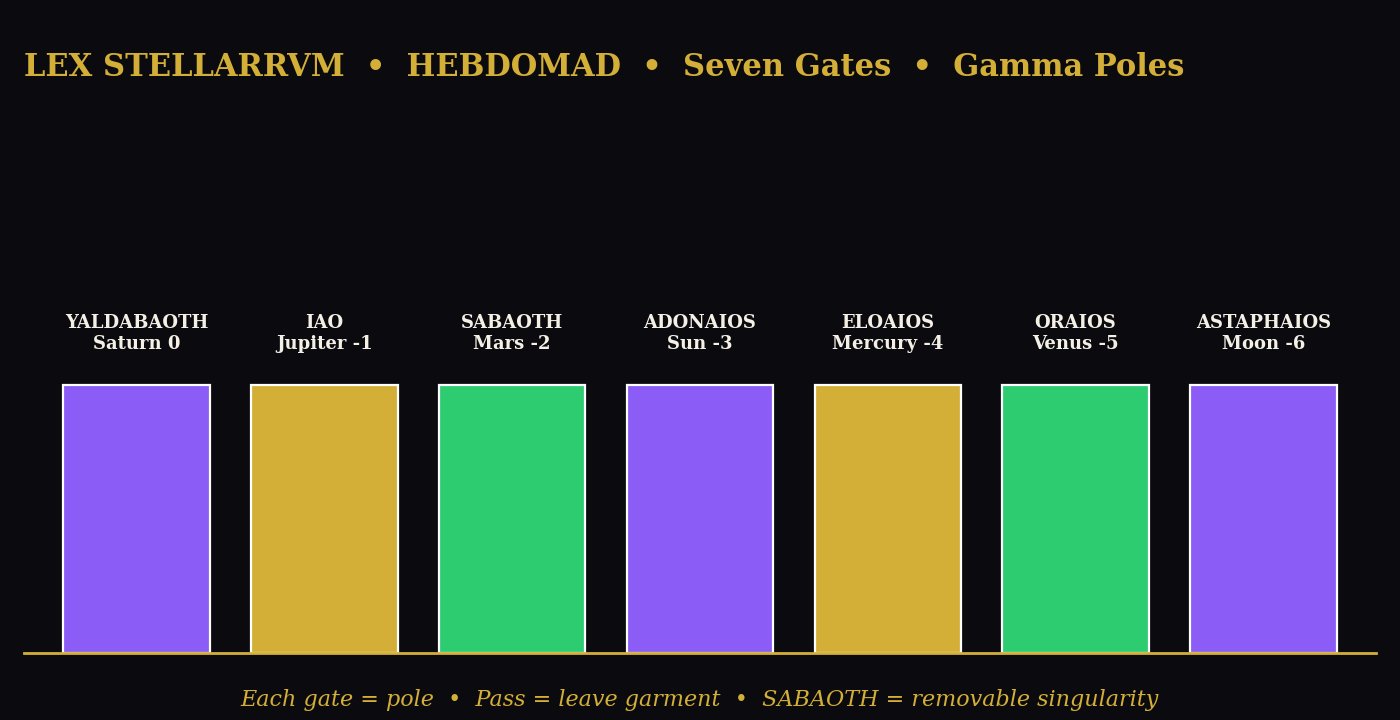 LEX STELLARRVM • HEBDOMAD • Seven Gates • Gamma Poles
YALDABAOTH
Saturn 0
IAO
Jupiter -1
SABAOTH
Mars -2
ADONAIOS
Sun -3
ELOAIOS
Mercury -4
ORAIOS
Venus -5
ASTAPHAIOS
Moon -6
Each gate = pole • Pass = leave garment • SABAOTH = removable singularity